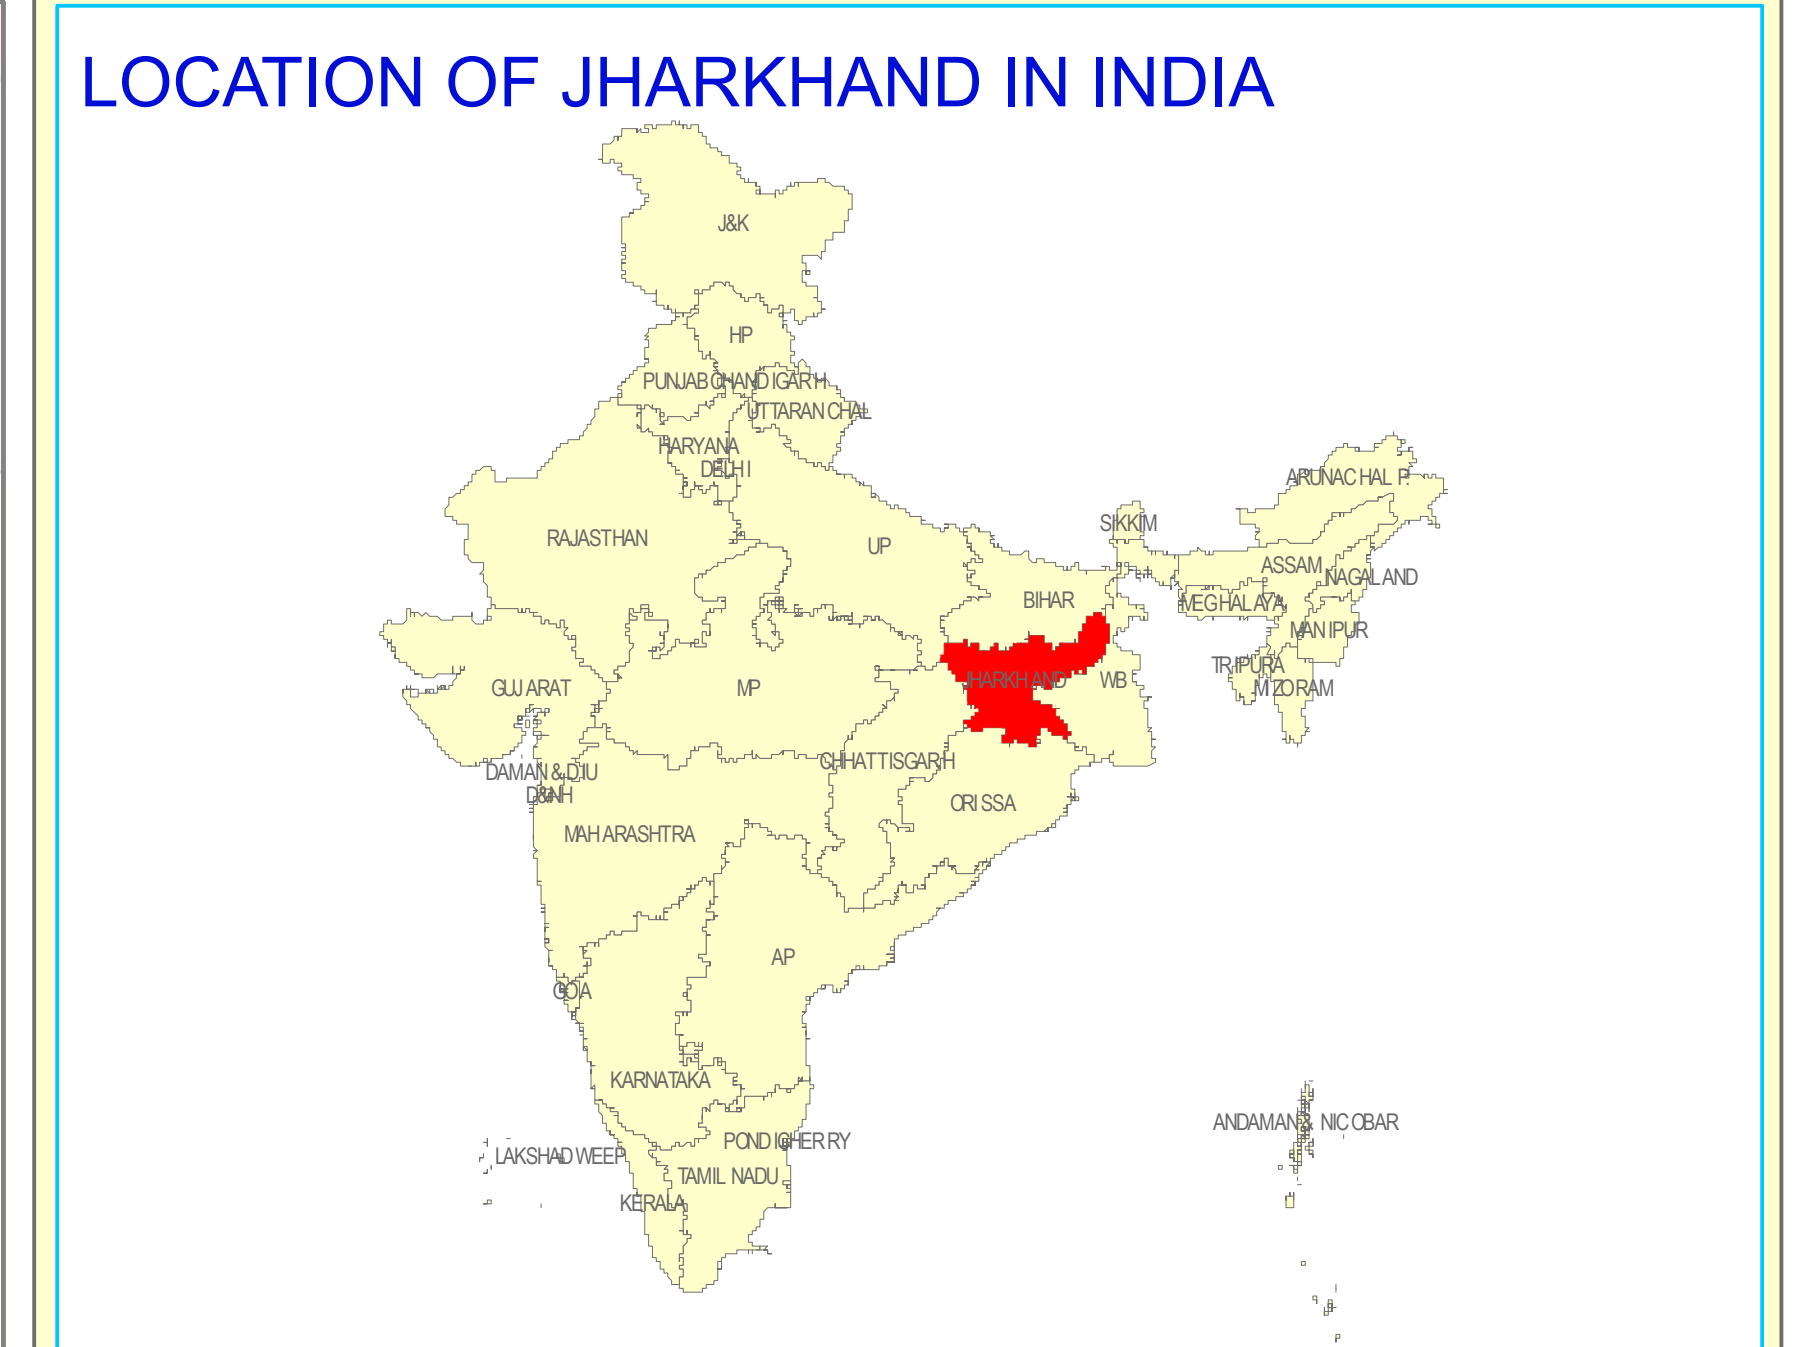 LOCATION OF JHARKHAND IN INDIA
J&K
HP
PUNJAB CHANDIGARH
UTTARANCHAL
HARYANA
DELHI
ARUNACHAL P.
SIKKIM
RAJASTHAN
UP
ASSAM
NAGALAND
BIHAR
MEGHALAYA
MANIPUR
TRIPURA
JHARKHAND
WB
GUJARAT
MP
MIZORAM
CHHATTISGARH
DAMAN & DIU
D&NH
ORISSA
MAHARASHTRA
AP
GOA
KARNATAKA
ANDAMAN & NICOBAR
PONDICHERRY
LAKSHADWEEP
TAMIL NADU
KERALA